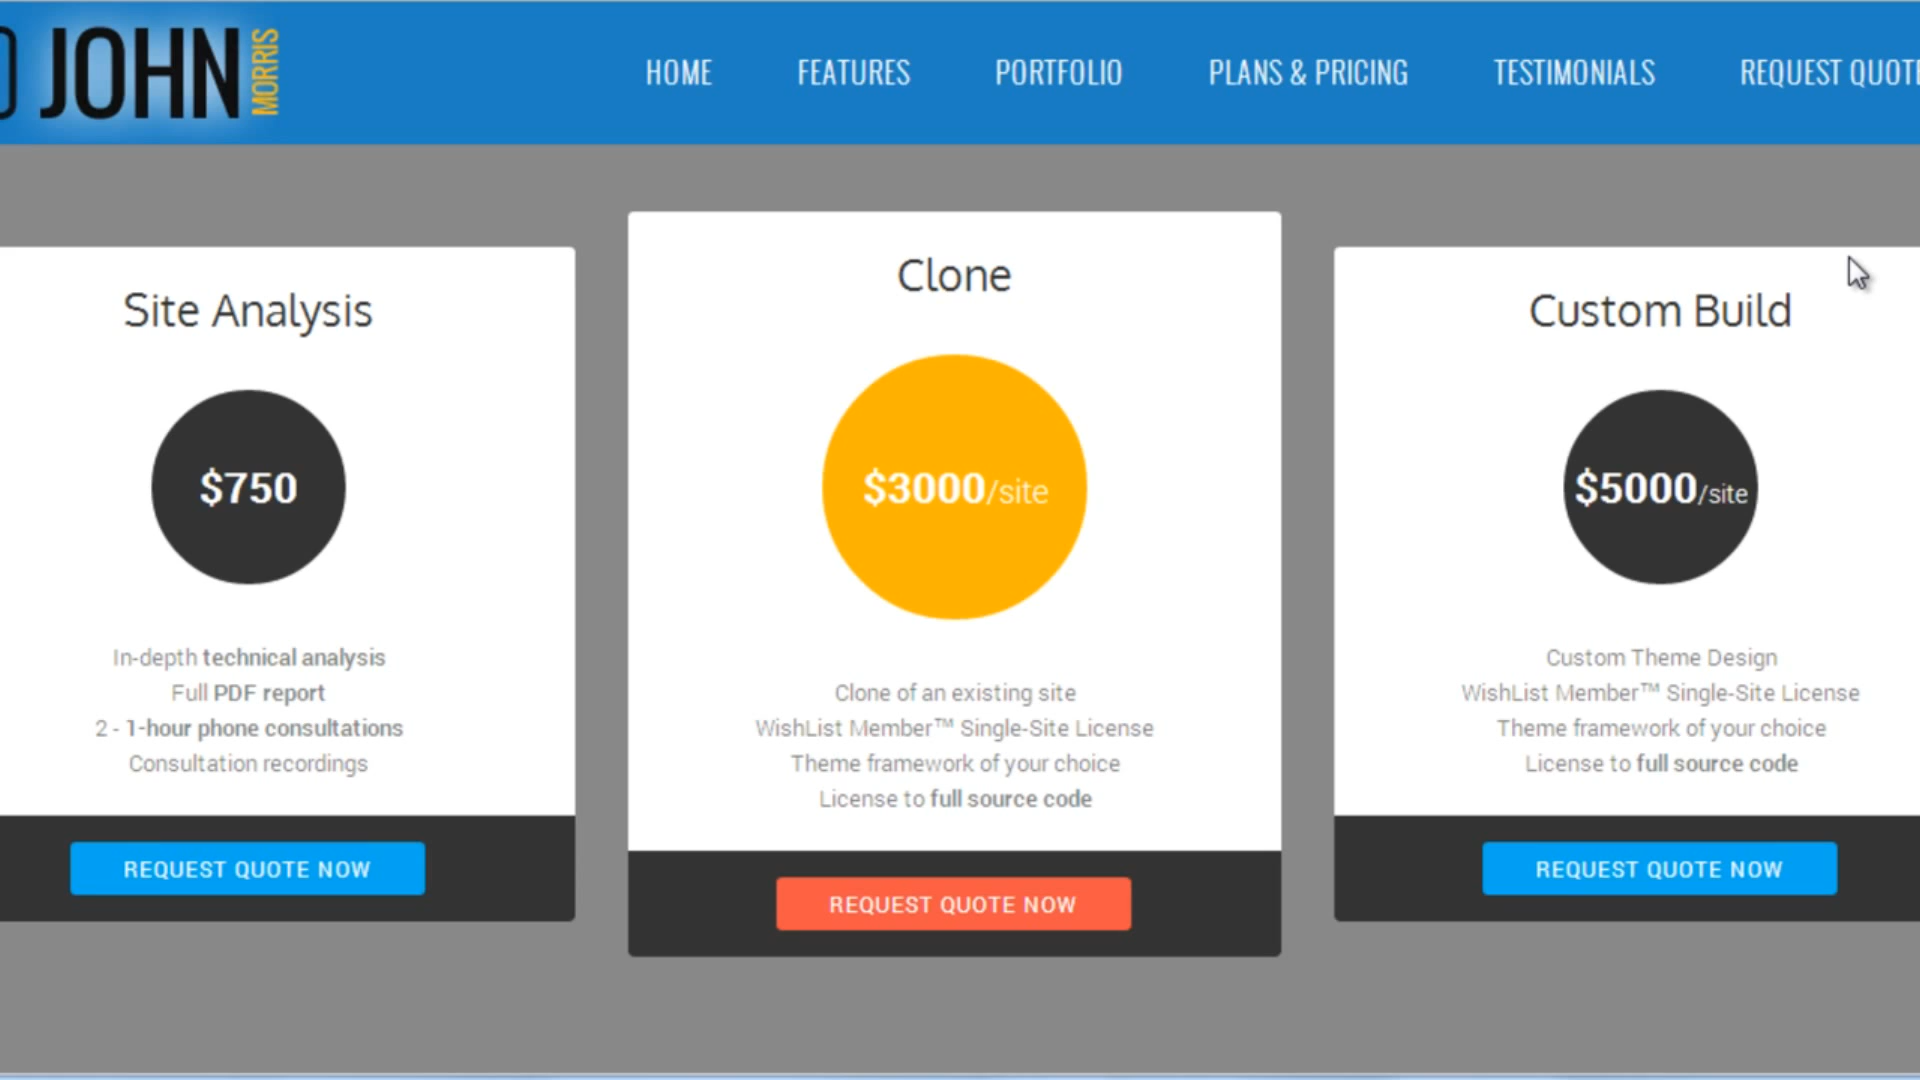 JOHN
MORRIS
HOME
FEATURES
PORTFOLIO
PLANS & PRICING
TESTIMONIALS
REQUEST QUOTE
Site Analysis
$750
In-depth technical analysis
Full PDF report
2 - 1-hour phone consultations
Consultation recordings
REQUEST QUOTE NOW
Clone
$3000/site
Clone of an existing site
WishList Member™ Single-Site License
Theme framework of your choice
License to full source code
REQUEST QUOTE NOW
Custom Build
$5000/site
Custom Theme Design
WishList Member™ Single-Site License
Theme framework of your choice
License to full source code
REQUEST QUOTE NOW